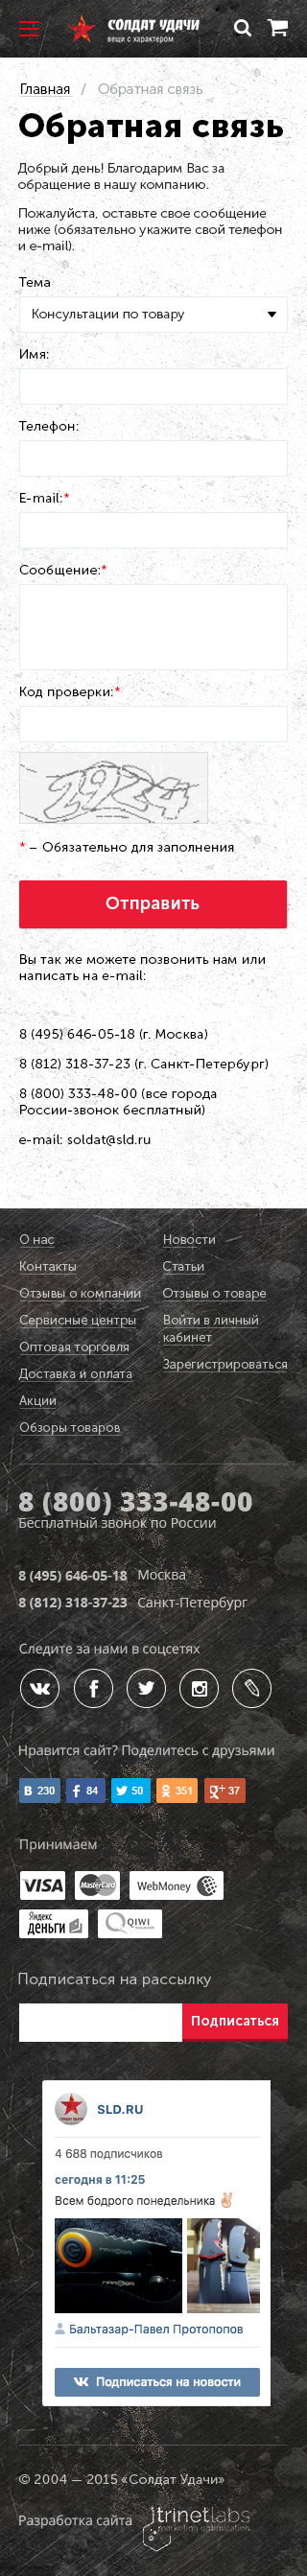 СОЛДАТ УДАЧИ
вещи с характером
Главная / Обратная связь
Обратная связь
Добрый день! Благодарим Вас за
обращение в нашу компанию.
Пожалуйста, оставьте свое сообщение
ниже (обязательно укажите свой телефон
и e-mail).
Тема
Консультации по товару
Имя:
Телефон:
E-mail:*
Сообщение:*
Код проверки:*
* – Обязательно для заполнения
Отправить
Вы так же можете позвонить нам или
написать на e-mail:
8 (495) 646-05-18 (г. Москва)
8 (812) 318-37-23 (г. Санкт-Петербург)
8 (800) 333-48-00 (все города
России-звонок бесплатный)
e-mail: soldat@sld.ru
О нас
Контакты
Отзывы о компании
Сервисные центры
Оптовая торговля
Доставка и оплата
Акции
Обзоры товаров
Новости
Статьи
Отзывы о товаре
Войти в личный
кабинет
Зарегистрироваться
8 (800) 333-48-00
Бесплатный звонок по России
8 (495) 646-05-18 Москва
8 (812) 318-37-23 Санкт-Петербург
Следите за нами в соцсетях
Нравится сайт? Поделитесь с друзьями
В 230 f 84 50 351 g+ 37
Принимаем
VISA MasterCard WebMoney
Яндекс
деньги QIWI
Подписаться на рассылку
Подписаться
SLD.RU
4 688 подписчиков
сегодня в 11:25
Всем бодрого понедельника ✌
Бальтазар-Павел Протопопов
Подписаться на новости
© 2004 — 2015 «Солдат Удачи»
Разработка сайта itrinetlabs
marketing optimization